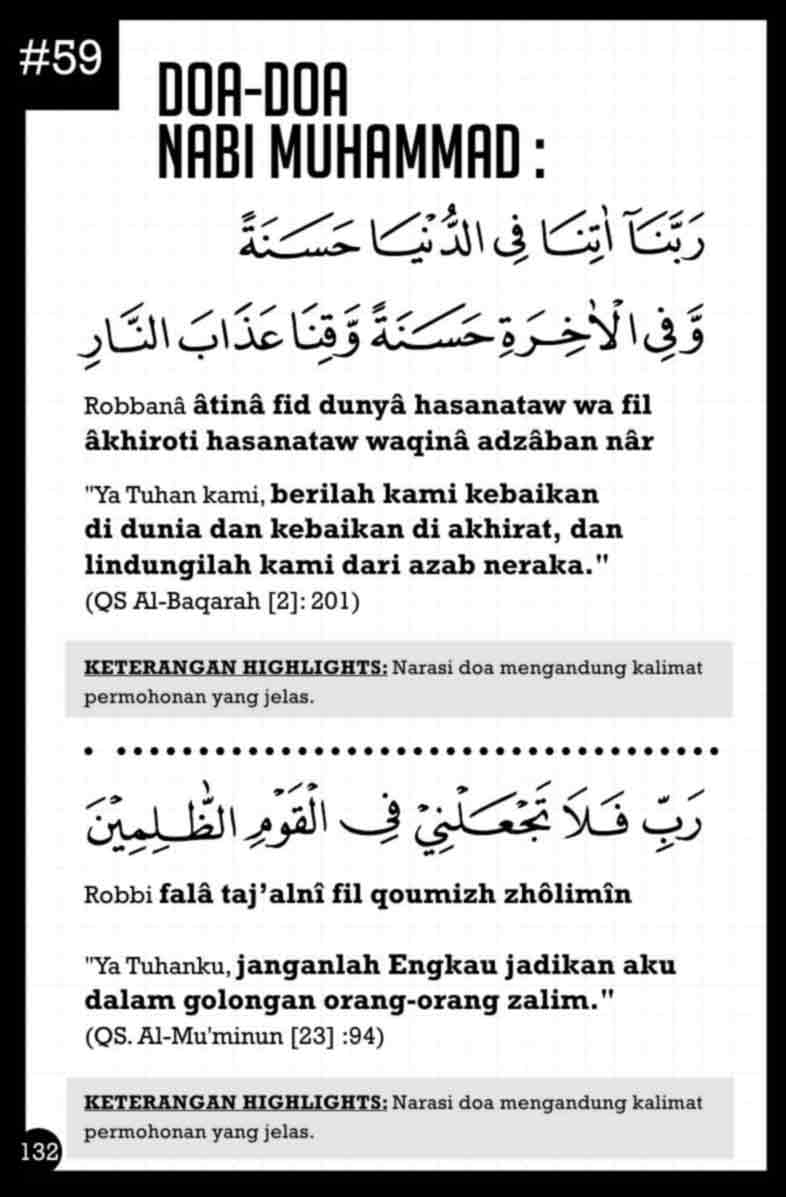 #59
DOA-DOA
NABI MUHAMMAD :
رَبَّنَآ اٰتِنَا فِى الدُّنْيَا حَسَنَةً
وَّ فِى الْاٰخِرَةِ حَسَنَةً وَّقِنَا عَذَابَ النَّارِ
Robbanâ âtinâ fid dunyâ hasanataw wa fil
âkhiroti hasanataw waqinâ adzâban nâr
"Ya Tuhan kami, berilah kami kebaikan
di dunia dan kebaikan di akhirat, dan
lindungilah kami dari azab neraka."
(QS Al-Baqarah [2]: 201)
KETERANGAN HIGHLIGHTS: Narasi doa mengandung kalimat
permohonan yang jelas.
رَبِّ فَلَا تَجْعَلْنِيْ فِى الْقَوْمِ الظّٰلِمِيْنَ
Robbi falâ taj’alnî fil qoumizh zhôlimîn
"Ya Tuhanku, janganlah Engkau jadikan aku
dalam golongan orang-orang zalim."
(QS. Al-Mu'minun [23] :94)
KETERANGAN HIGHLIGHTS: Narasi doa mengandung kalimat
permohonan yang jelas.
132